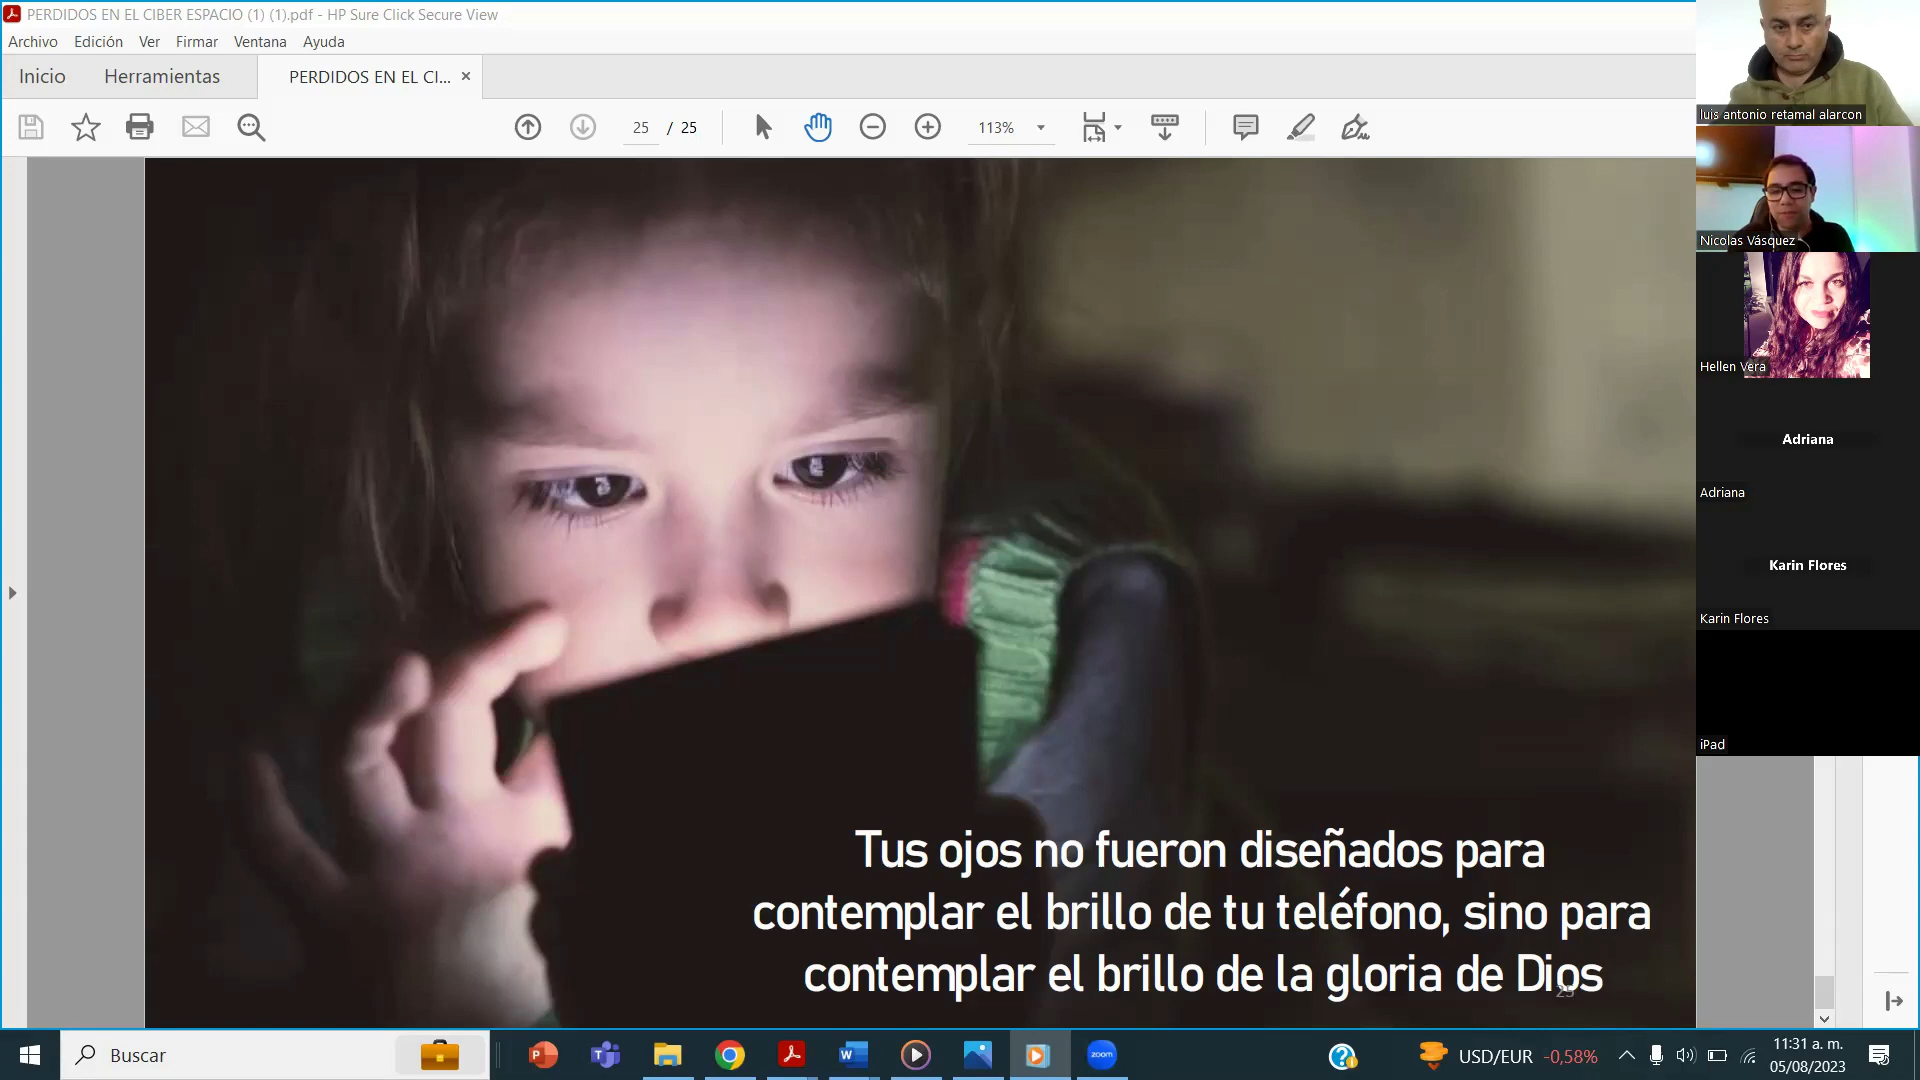 PERDIDOS EN EL CIBER ESPACIO (1) (1).pdf - HP Sure Click Secure View
Archivo Edición Ver Firmar Ventana Ayuda
Inicio Herramientas PERDIDOS EN EL CI... ×
25 / 25 113%
luis antonio retamal alarcon
Nicolas Vásquez
Hellen Vera
Adriana
Adriana
Karin Flores
Karin Flores
iPad
Tus ojos no fueron diseñados para
contemplar el brillo de tu teléfono, sino para
contemplar el brillo de la gloria de Dios
25
Buscar
zoom
USD/EUR -0,58%
11:31 a. m.
05/08/2023